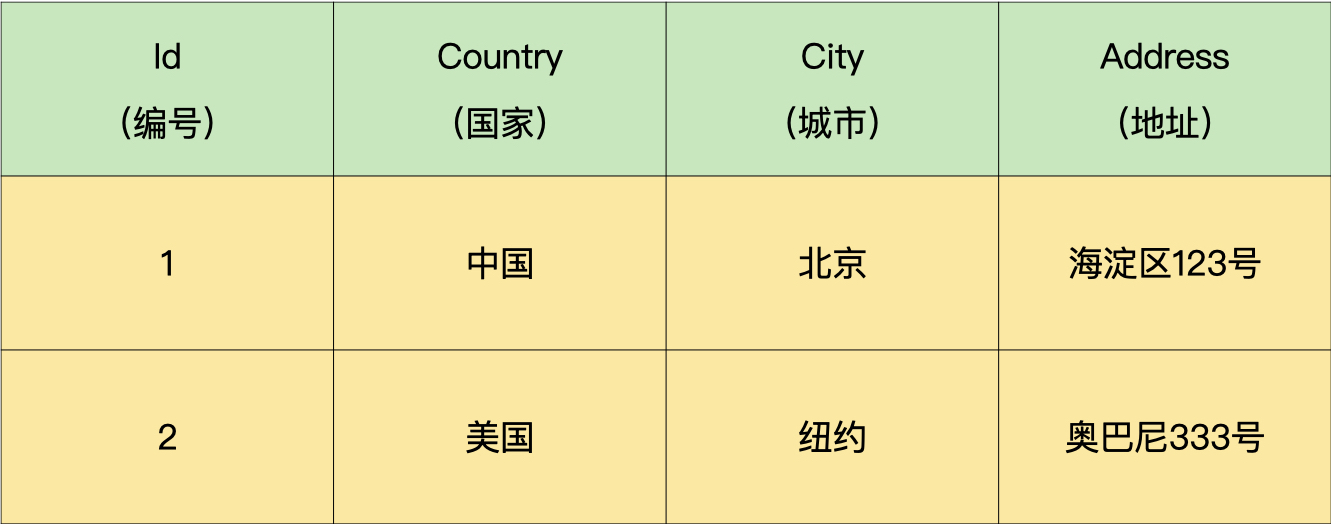 Id Country City Address
（编号） （国家） （城市） （地址）
1 中国 北京 海淀区123号
2 美国 纽约 奥巴尼333号